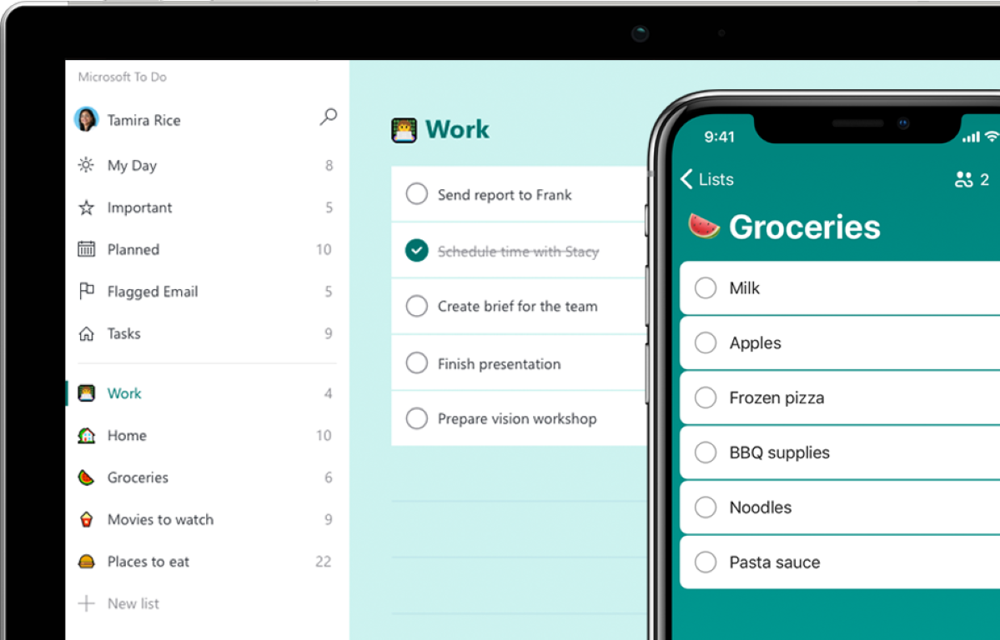 Microsoft To Do
Tamira Rice
My Day 8
Important 5
Planned 10
Flagged Email 5
Tasks 9
Work 4
Home 10
Groceries 6
Movies to watch 9
Places to eat 22
New list
Work
Send report to Frank
Schedule time with Stacy
Create brief for the team
Finish presentation
Prepare vision workshop
9:41
Lists 2
Groceries
Milk
Apples
Frozen pizza
BBQ supplies
Noodles
Pasta sauce